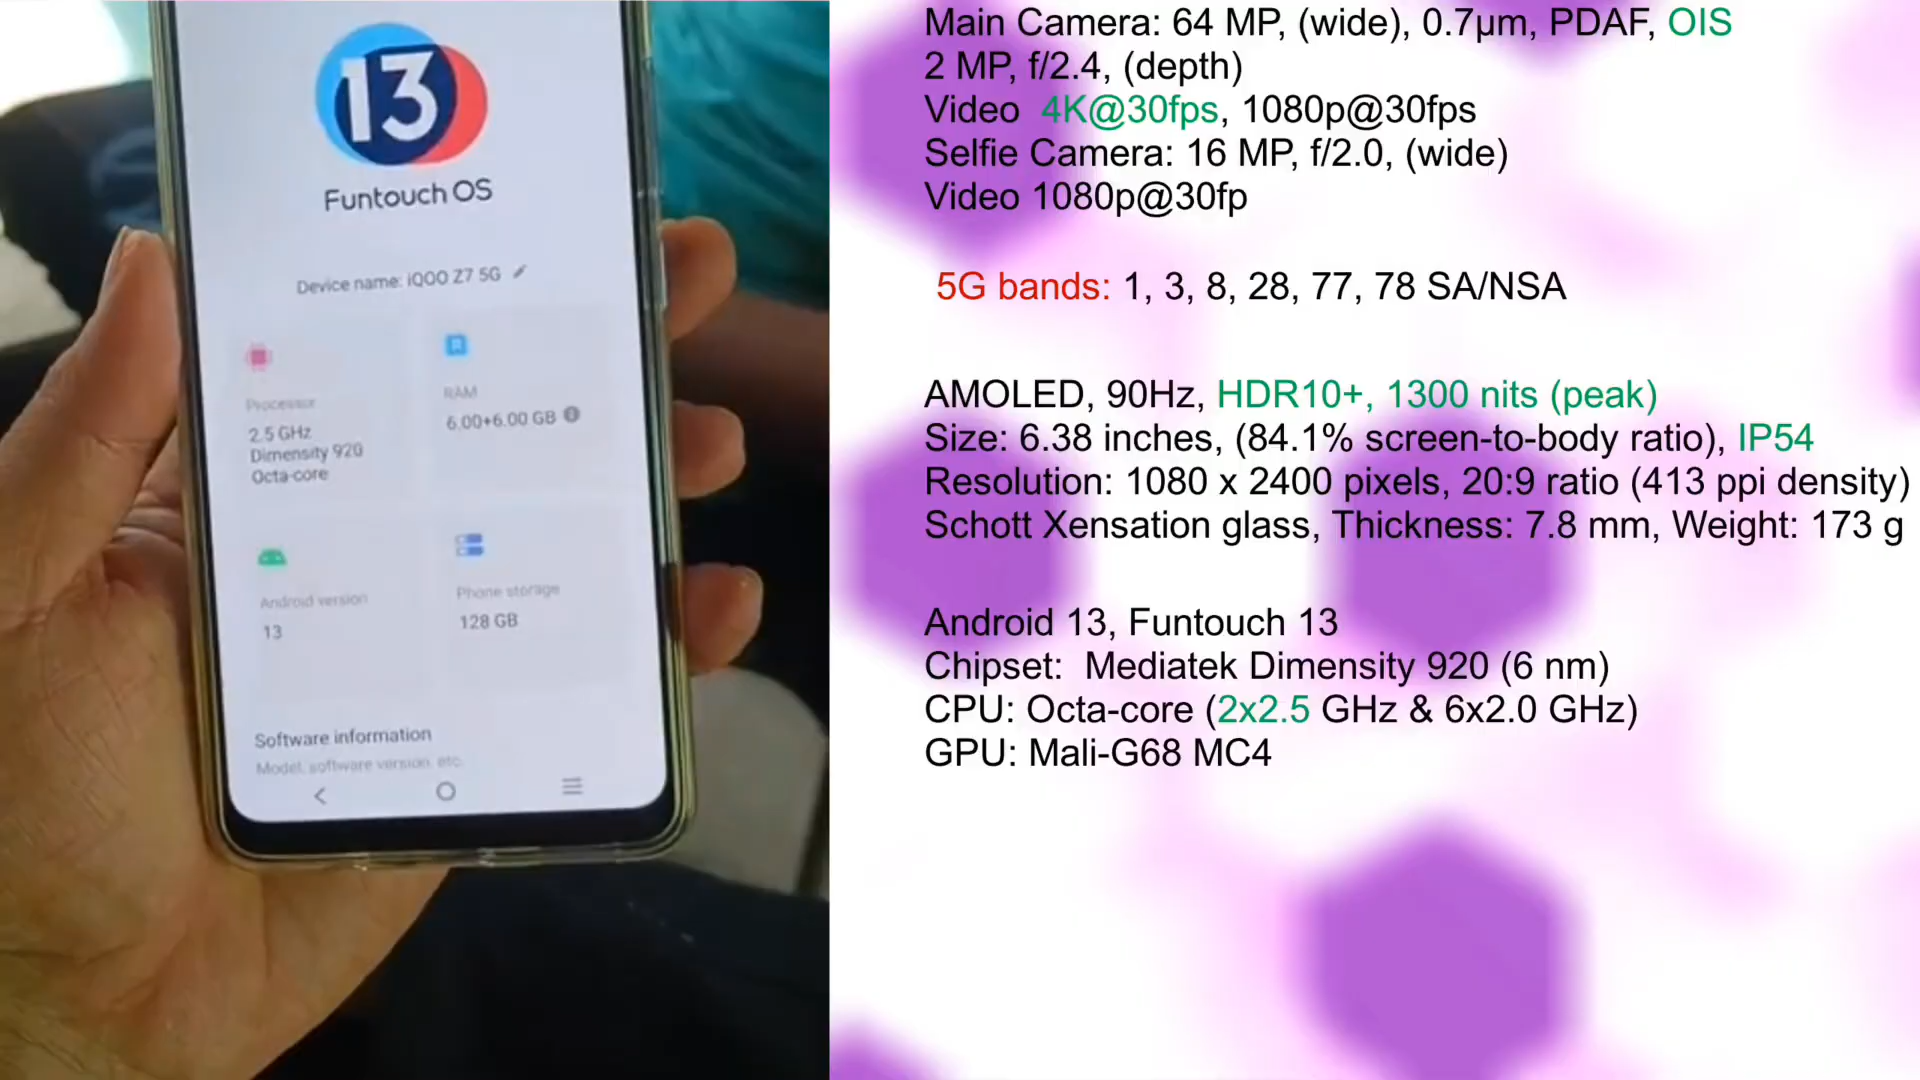 13
Funtouch OS
Device name: iQOO Z7 5G
Processor
2.5 GHz
Dimensity 920
Octa-core
RAM
6.00+6.00 GB
Android version
13
Phone storage
128 GB
Software information
Model, software version, etc.
Main Camera: 64 MP, (wide), 0.7μm, PDAF, OIS
2 MP, f/2.4, (depth)
Video 4K@30fps, 1080p@30fps
Selfie Camera: 16 MP, f/2.0, (wide)
Video 1080p@30fp
5G bands: 1, 3, 8, 28, 77, 78 SA/NSA
AMOLED, 90Hz, HDR10+, 1300 nits (peak)
Size: 6.38 inches, (84.1% screen-to-body ratio), IP54
Resolution: 1080 x 2400 pixels, 20:9 ratio (413 ppi density)
Schott Xensation glass, Thickness: 7.8 mm, Weight: 173 g
Android 13, Funtouch 13
Chipset: Mediatek Dimensity 920 (6 nm)
CPU: Octa-core (2x2.5 GHz & 6x2.0 GHz)
GPU: Mali-G68 MC4